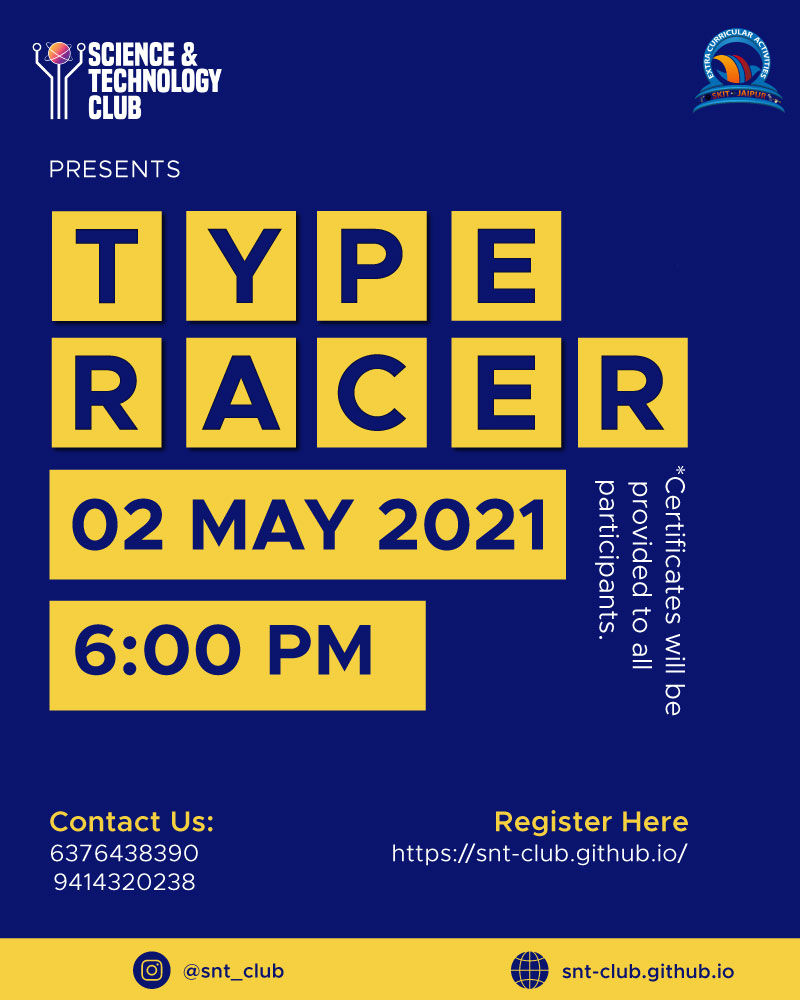 SCIENCE &
TECHNOLOGY
CLUB
EXTRA CURRICULAR ACTIVITIES
SKIT - JAIPUR
PRESENTS
TYPE
RACER
02 MAY 2021
6:00 PM
*Certificates will be
provided to all
participants.
Contact Us:
6376438390
9414320238
Register Here
https://snt-club.github.io/
@snt_club
snt-club.github.io